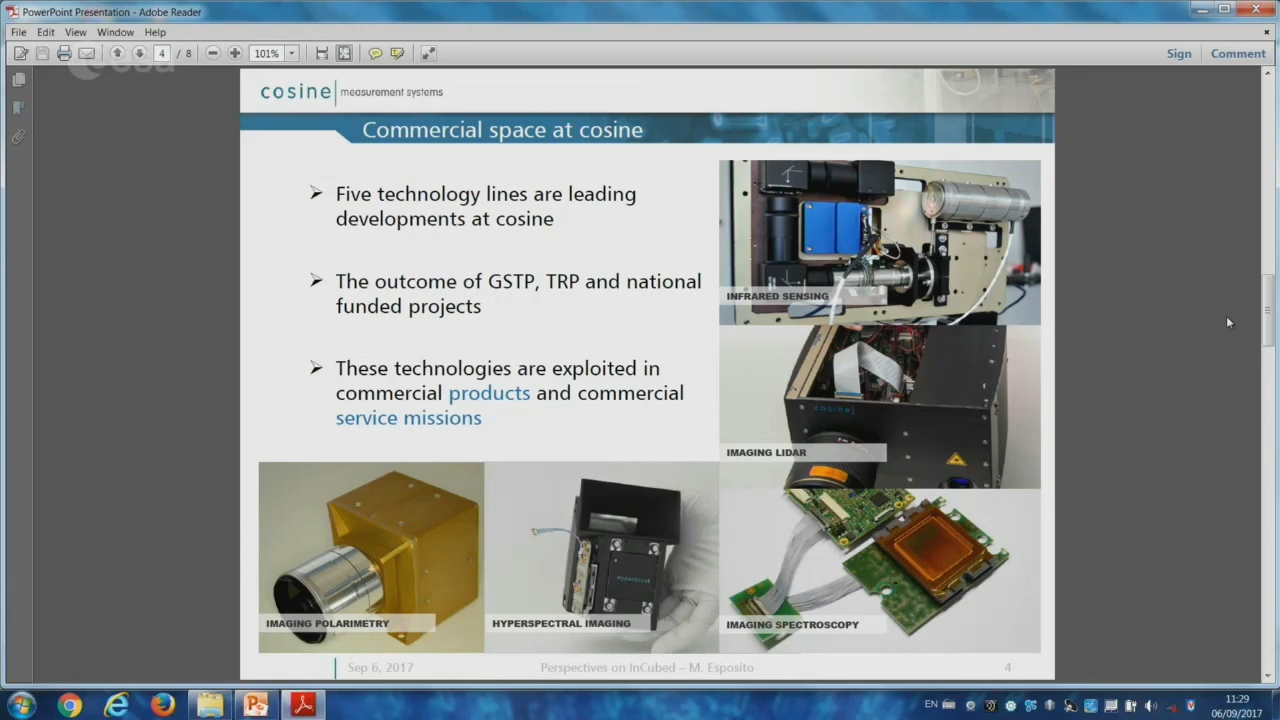 PowerPoint Presentation - Adobe Reader
File Edit View Window Help
4 / 8 101% Sign Comment
esa
cosine measurement systems
Commercial space at cosine
Five technology lines are leading
developments at cosine
The outcome of GSTP, TRP and national
funded projects
These technologies are exploited in
commercial products and commercial
service missions
INFRARED SENSING
cosine
IMAGING LIDAR
IMAGING POLARIMETRY
HyperScout
HYPERSPECTRAL IMAGING
IMAGING SPECTROSCOPY
Sep 6, 2017 Perspectives on InCubed – M. Esposito 4
EN 11:29
06/09/2017